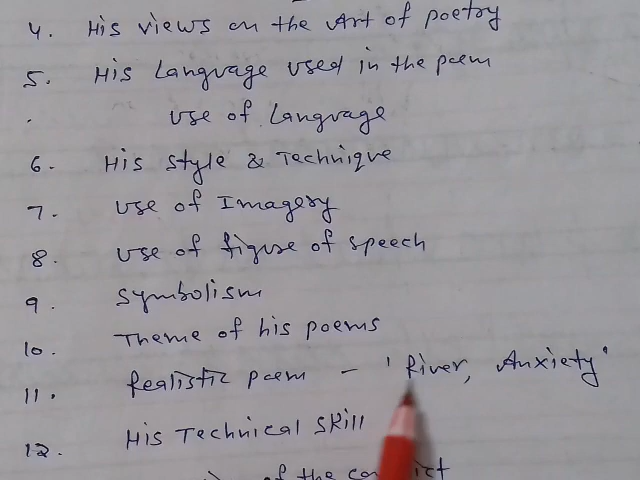 4. His views on the Art of poetry
5. His Language used in the poem
. use of Language
6. His style & Technique
7. use of Imagery
8. use of figure of speech
9 Symbolism
10. Theme of his poems
11. Realistic poem - 'River, Anxiety'
12. His Technical skill
of the